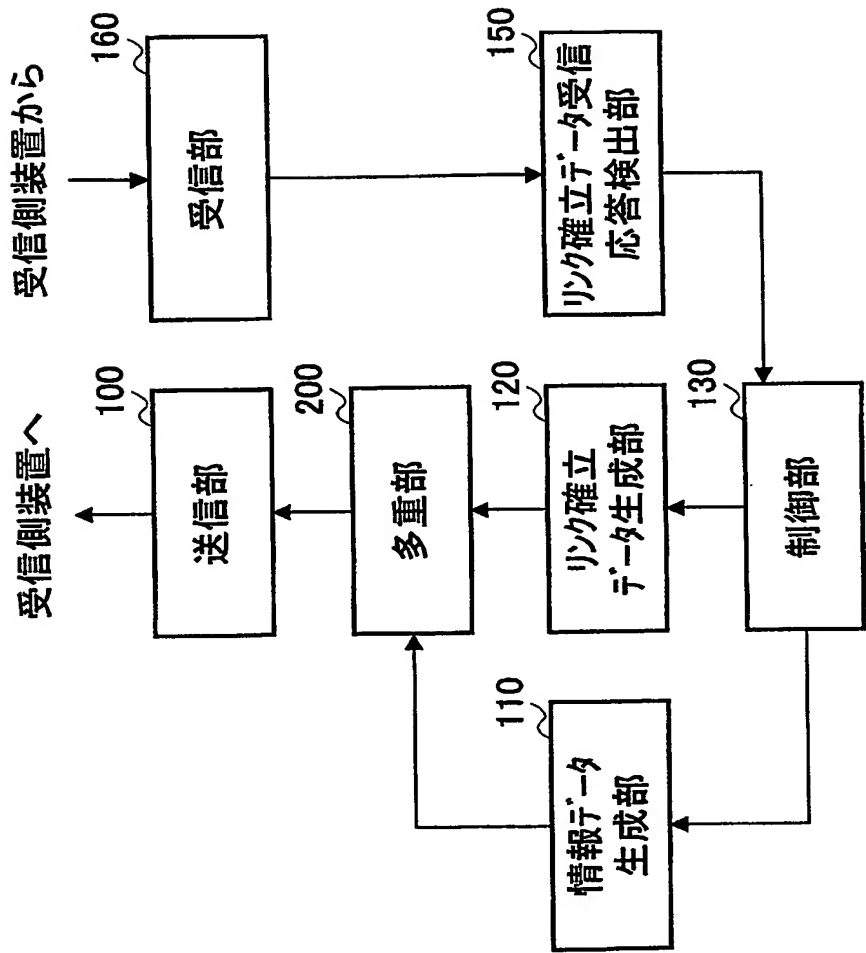 受信側装置へ
受信側装置から
100
送信部
160
受信部
200
多重部
110
情報データ
生成部
120
リンク確立
データ生成部
150
リンク確立データ受信
応答検出部
130
制御部